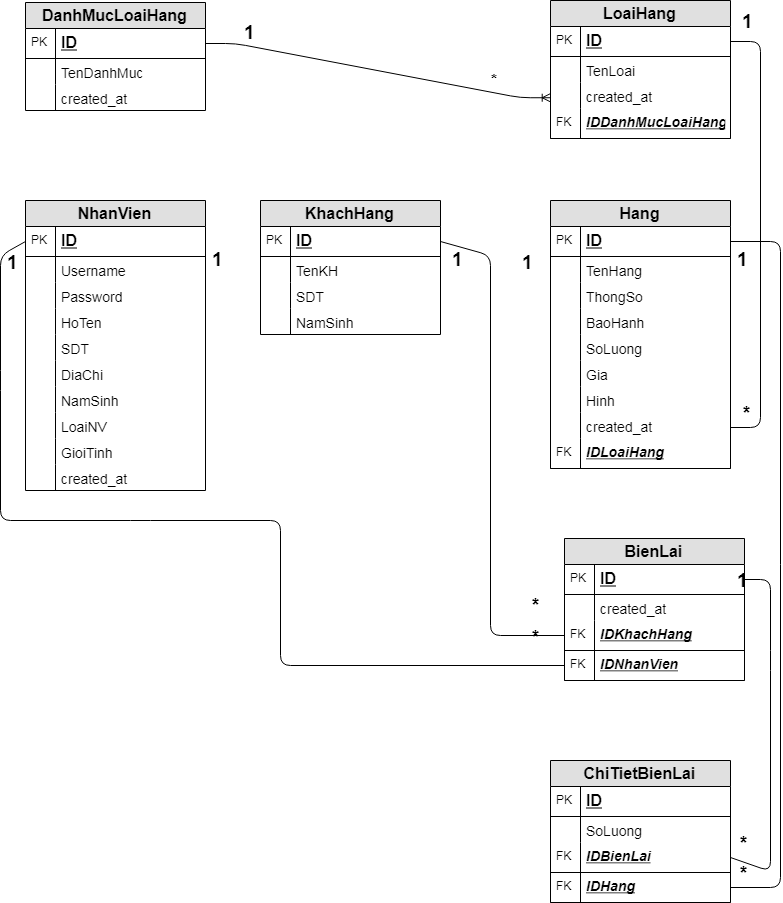 DanhMucLoaiHang
PK ID
TenDanhMuc
created_at
1
*
LoaiHang
PK ID
TenLoai
created_at
FK IDDanhMucLoaiHang
1
NhanVien
PK ID
Username
Password
HoTen
SDT
DiaChi
NamSinh
LoaiNV
GioiTinh
created_at
1
1
KhachHang
PK ID
TenKH
SDT
NamSinh
1
1
Hang
PK ID
TenHang
ThongSo
BaoHanh
SoLuong
Gia
Hinh
created_at
FK IDLoaiHang
1
*
BienLai
PK ID
created_at
FK IDKhachHang
FK IDNhanVien
1
*
*
ChiTietBienLai
PK ID
SoLuong
FK IDBienLai
FK IDHang
*
*